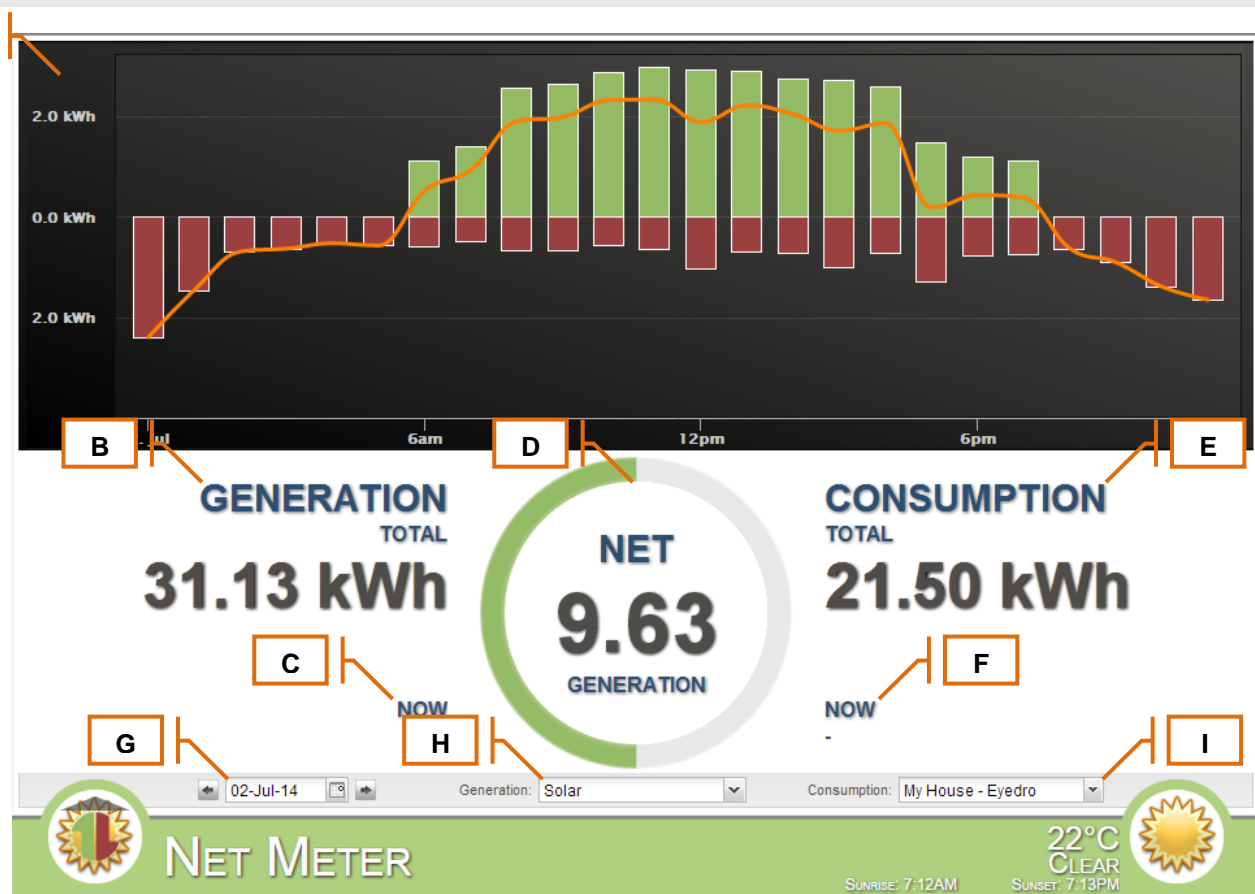 2.0 kWh
0.0 kWh
2.0 kWh
Jul
6am
12pm
6pm
B
D
E
GENERATION
TOTAL
31.13 kWh
NET
9.63
GENERATION
CONSUMPTION
TOTAL
21.50 kWh
C
F
NOW
NOW
-
G
H
I
02-Jul-14
Generation: Solar
Consumption: My House - Eyedro
NET METER
22°C
CLEAR
SUNRISE: 7:12AM
SUNSET: 7:13PM